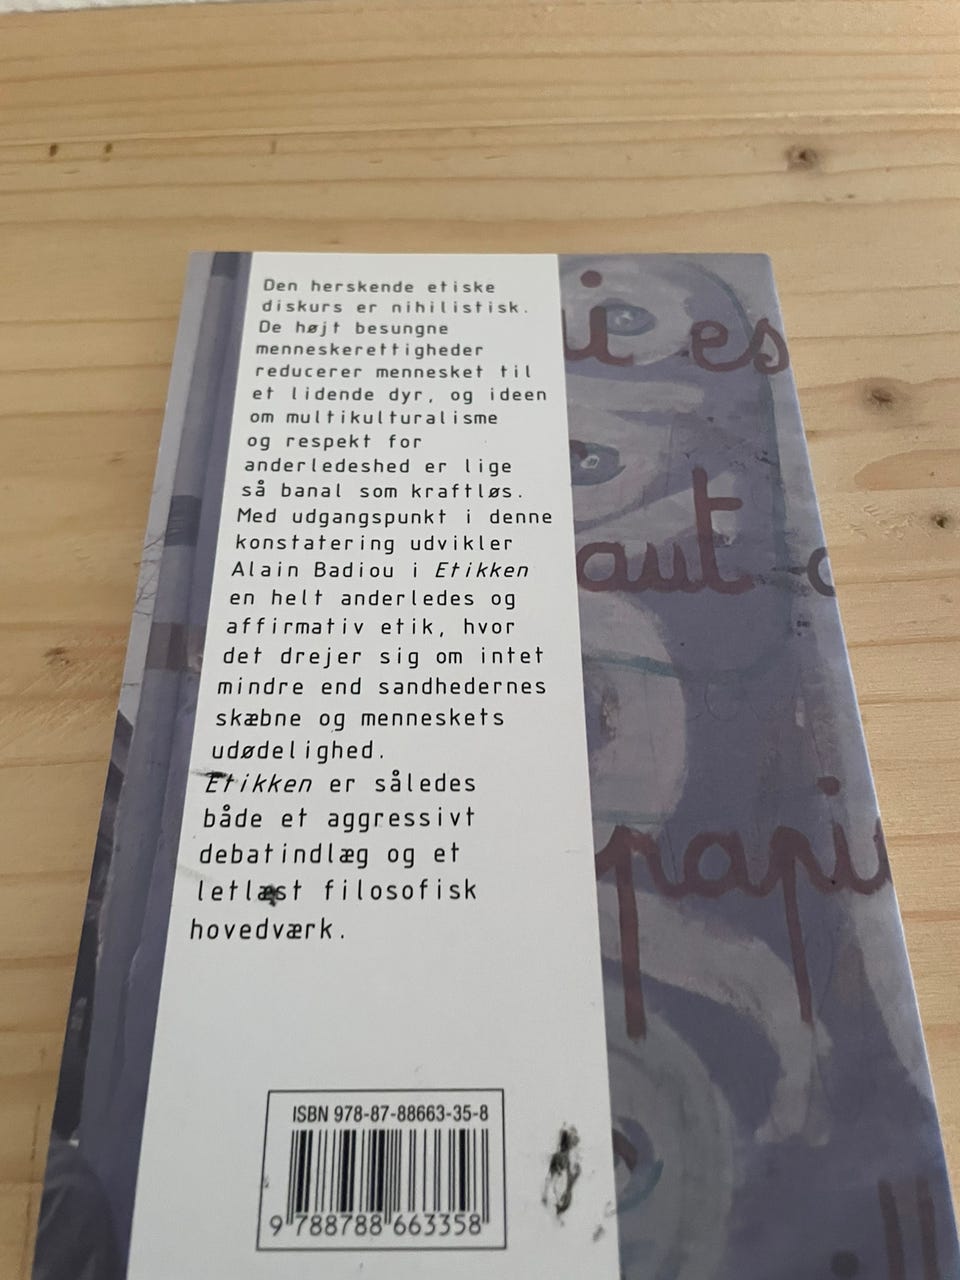 Den herskende etiske
diskurs er nihilistisk.
De højt besungne
menneskerettigheder
reducerer mennesket til
et lidende dyr, og ideen
om multikulturalisme
og respekt for
anderledeshed er lige
så banal som kraftløs.
Med udgangspunkt i denne
konstatering udvikler
Alain Badiou i Etikken
en helt anderledes og
affirmativ etik, hvor
det drejer sig om intet
mindre end sandhedernes
skæbne og menneskets
udødelighed.
Etikken er således
både et aggressivt
debatindlæg og et
letlæst filosofisk
hovedværk.
ISBN 978-87-88663-35-8
9 788788 663358
i es
aut
papi